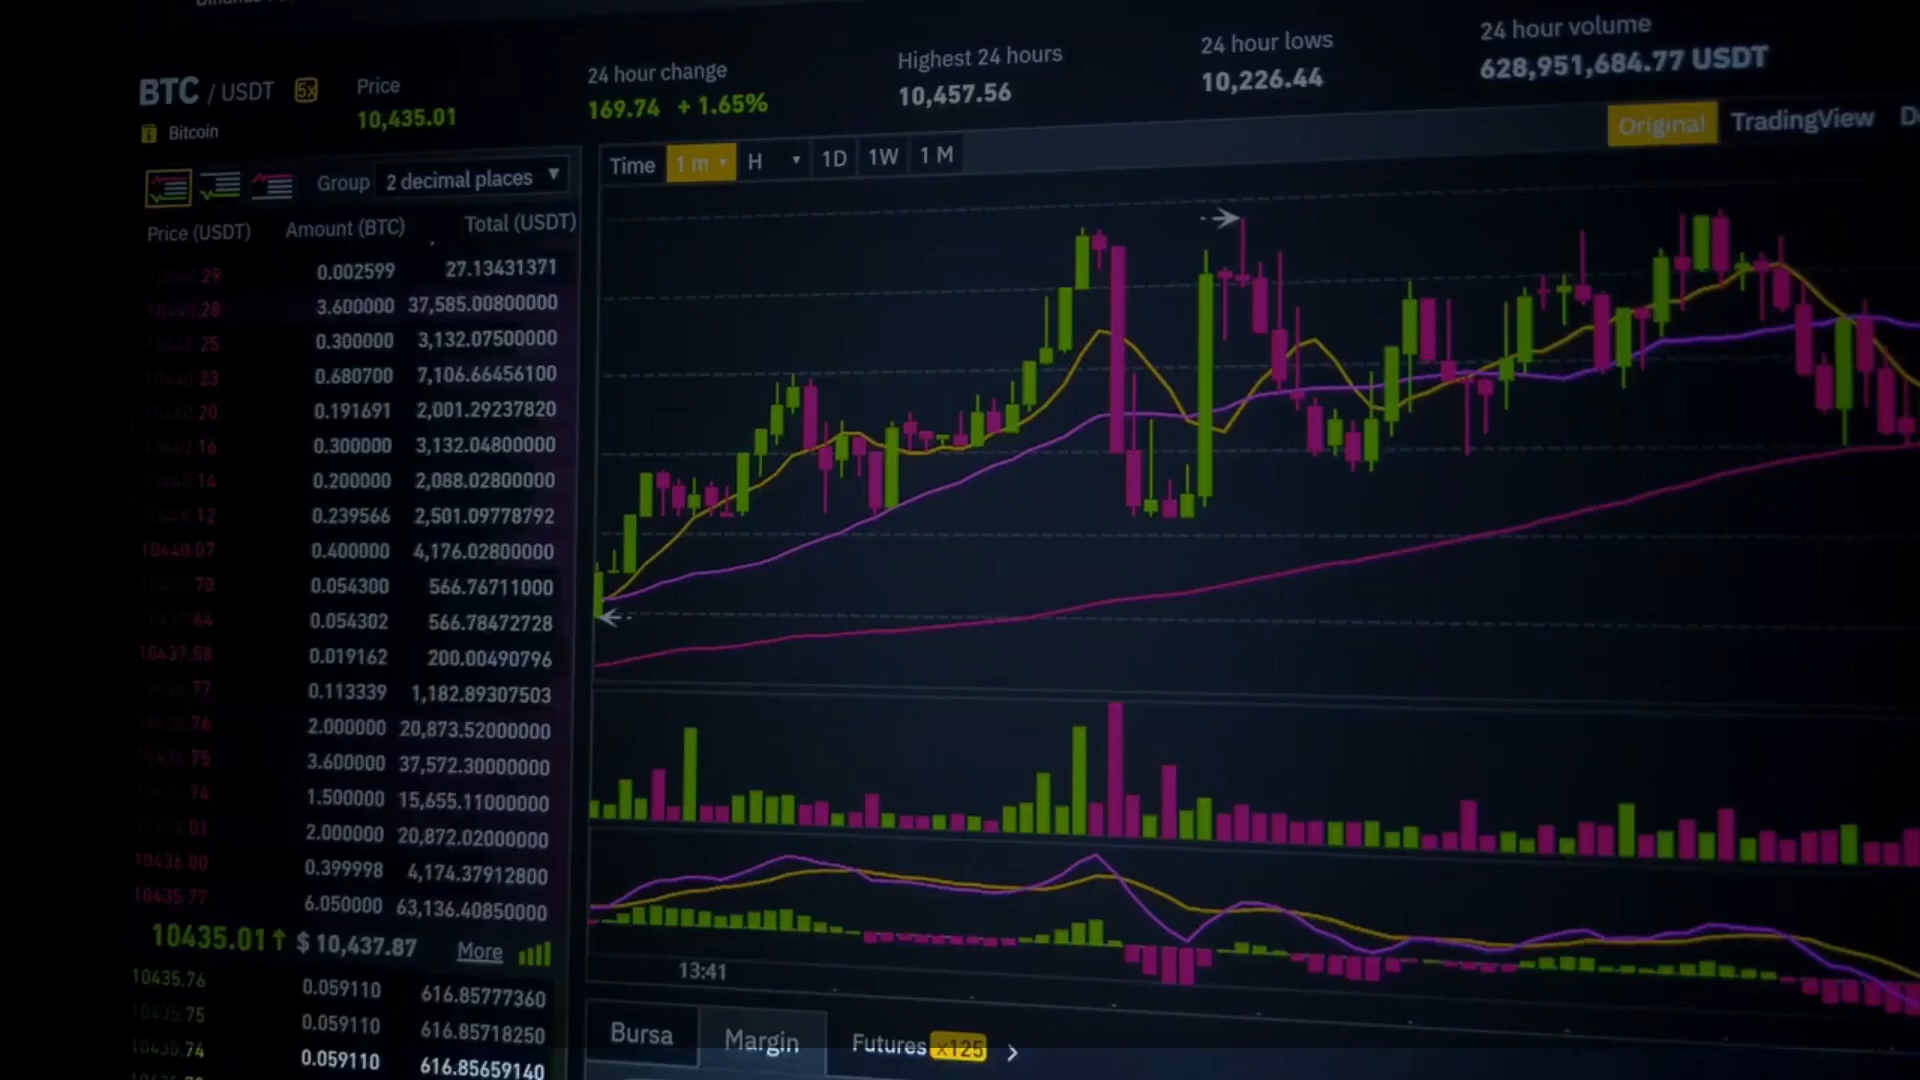 BTC / USDT 5x
Bitcoin
Price
10,435.01
24 hour change
169.74 + 1.65%
Highest 24 hours
10,457.56
24 hour lows
10,226.44
24 hour volume
628,951,684.77 USDT
Original TradingView
Time 1 m H 1D 1W 1 M
Group 2 decimal places
Price (USDT) Amount (BTC) Total (USDT)
0.002599 27.13431371
3.600000 37,585.00800000
0.300000 3,132.07500000
0.680700 7,106.66456100
0.191691 2,001.29237820
0.300000 3,132.04800000
0.200000 2,088.02800000
0.239566 2,501.09778792
10440.07 0.400000 4,176.02800000
0.054300 566.76711000
0.054302 566.78472728
10437.58 0.019162 200.00490796
0.113339 1,182.89307503
2.000000 20,873.52000000
3.600000 37,572.30000000
1.500000 15,655.11000000
2.000000 20,872.02000000
10436.00 0.399998 4,174.37912800
10435.77 6.050000 63,136.40850000
10435.01↑ $ 10,437.87 More
10435.76 0.059110 616.85777360
10435.75 0.059110 616.85718250
10435.74 0.059110 616.85659140
13:41
Bursa Margin Futures x125